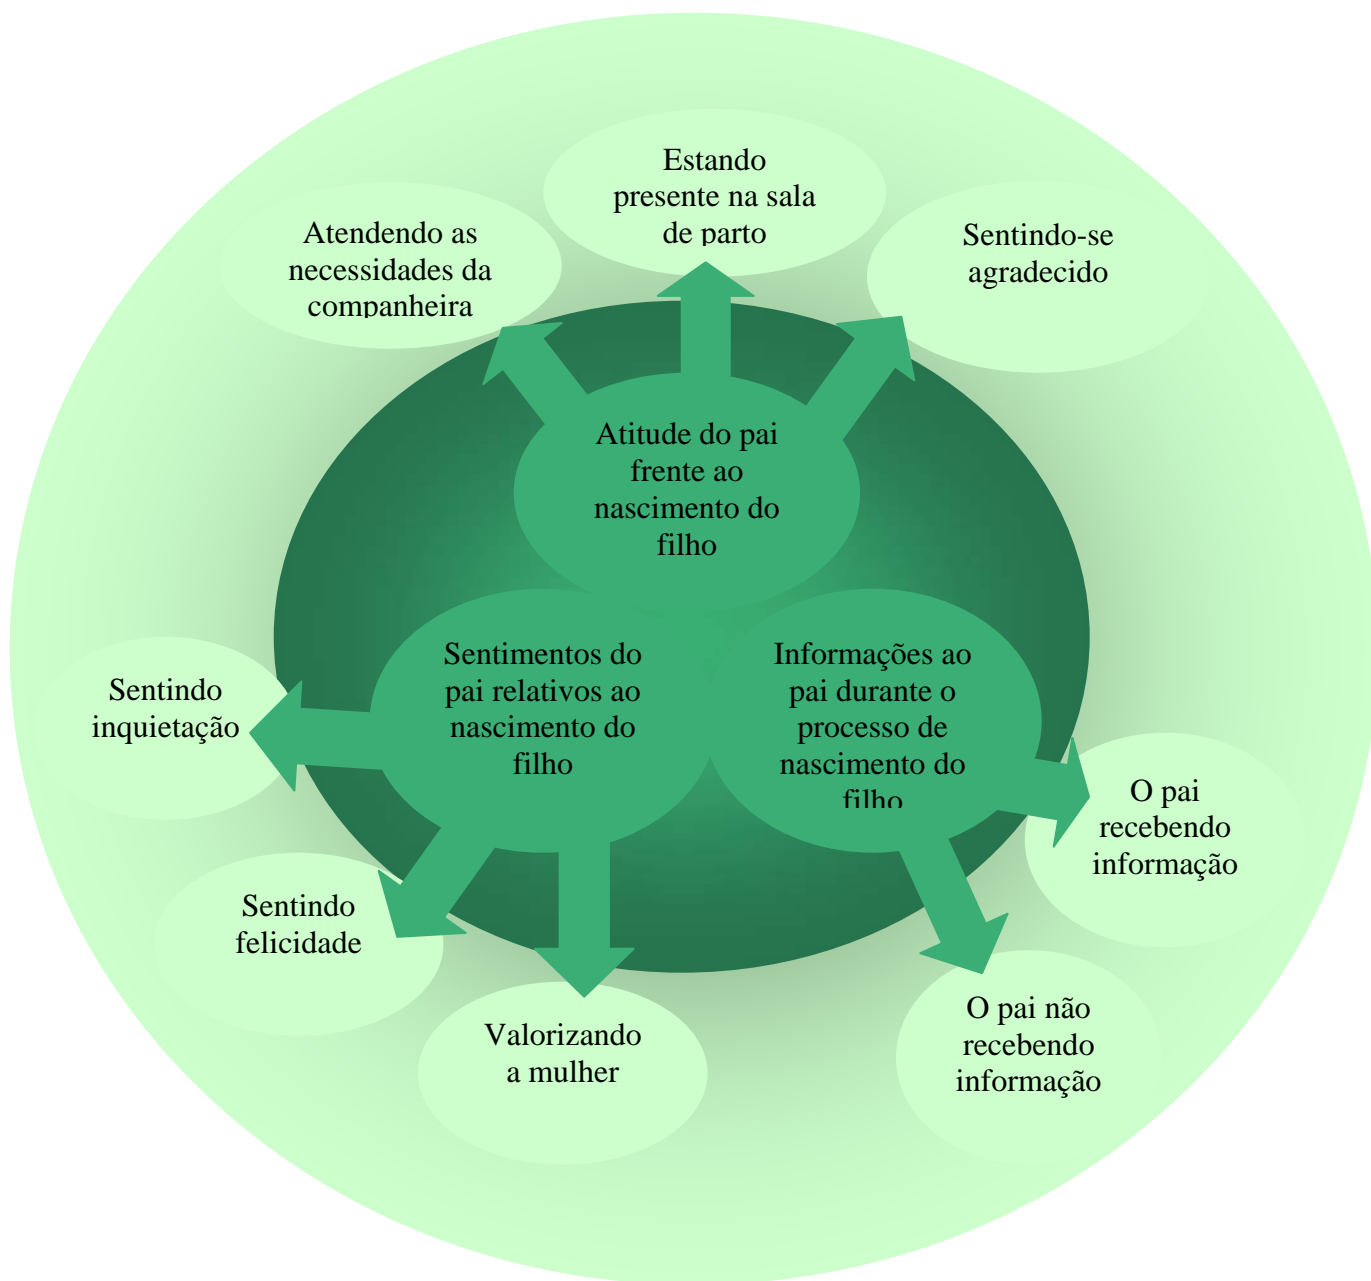 Estando
presente na sala
de parto
Atendendo as
necessidades da
companheira
Sentindo-se
agradecido
Atitude do pai
frente ao
nascimento do
filho
Sentimentos do
pai relativos ao
nascimento do
filho
Informações ao
pai durante o
processo de
nascimento do
filho
Sentindo
inquietação
O pai
recebendo
informação
Sentindo
felicidade
Valorizando
a mulher
O pai não
recebendo
informação